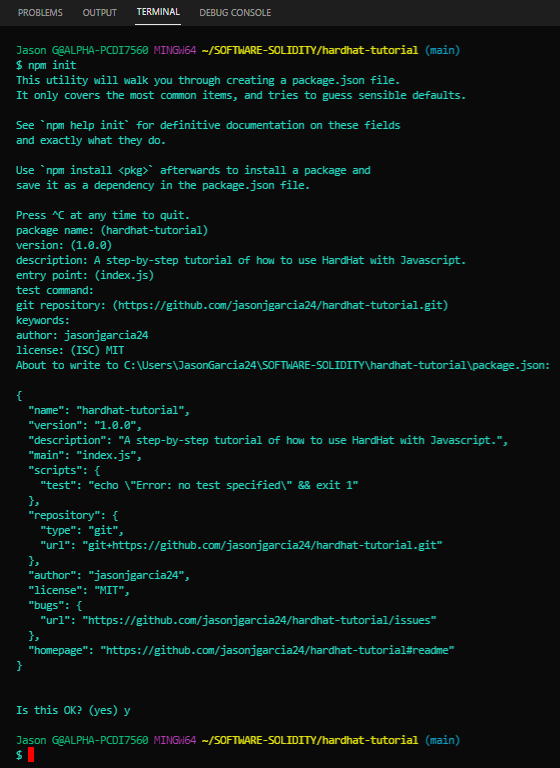 PROBLEMS OUTPUT TERMINAL DEBUG CONSOLE
Jason G@ALPHA-PCDI7560 MINGW64 ~/SOFTWARE-SOLIDITY/hardhat-tutorial (main)
$ npm init
This utility will walk you through creating a package.json file.
It only covers the most common items, and tries to guess sensible defaults.
See `npm help init` for definitive documentation on these fields
and exactly what they do.
Use `npm install <pkg>` afterwards to install a package and
save it as a dependency in the package.json file.
Press ^C at any time to quit.
package name: (hardhat-tutorial)
version: (1.0.0)
description: A step-by-step tutorial of how to use HardHat with Javascript.
entry point: (index.js)
test command:
git repository: (https://github.com/jasonjgarcia24/hardhat-tutorial.git)
keywords:
author: jasonjgarcia24
license: (ISC) MIT
About to write to C:\Users\JasonGarcia24\SOFTWARE-SOLIDITY\hardhat-tutorial\package.json:
{
  "name": "hardhat-tutorial",
  "version": "1.0.0",
  "description": "A step-by-step tutorial of how to use HardHat with Javascript.",
  "main": "index.js",
  "scripts": {
    "test": "echo \"Error: no test specified\" && exit 1"
  },
  "repository": {
    "type": "git",
    "url": "git+https://github.com/jasonjgarcia24/hardhat-tutorial.git"
  },
  "author": "jasonjgarcia24",
  "license": "MIT",
  "bugs": {
    "url": "https://github.com/jasonjgarcia24/hardhat-tutorial/issues"
  },
  "homepage": "https://github.com/jasonjgarcia24/hardhat-tutorial#readme"
}
Is this OK? (yes) y
Jason G@ALPHA-PCDI7560 MINGW64 ~/SOFTWARE-SOLIDITY/hardhat-tutorial (main)
$